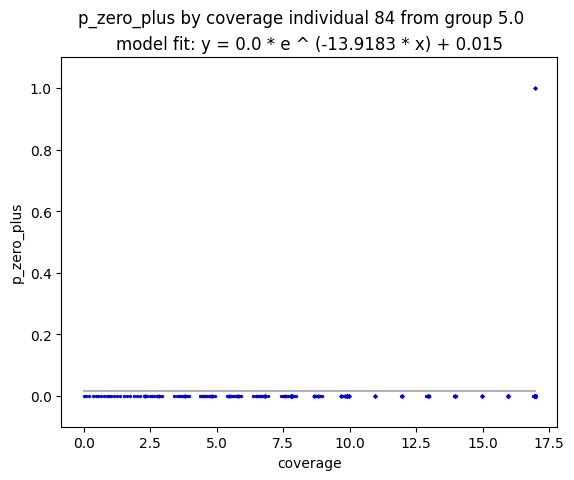 p_zero_plus by coverage individual 84 from group 5.0
model fit: y = 0.0 * e ^ (-13.9183 * x) + 0.015
1.0
0.8
0.6
0.4
0.2
0.0
p_zero_plus
0.0 2.5 5.0 7.5 10.0 12.5 15.0 17.5
coverage